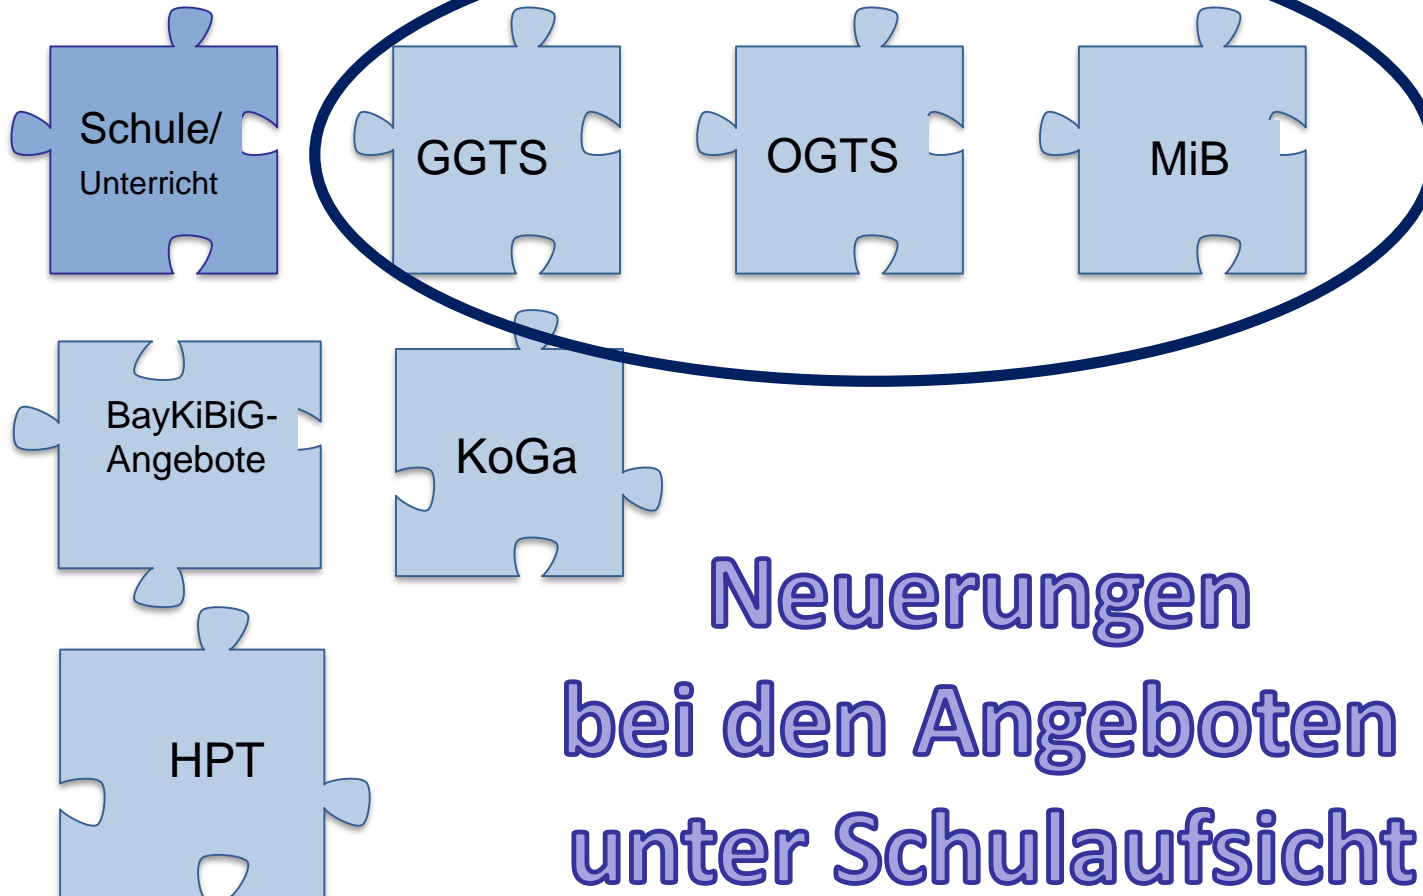 Schule/
Unterricht
GGTS
OGTS
MiB
BayKiBiG-
Angebote
KoGa
HPT
Neuerungen
bei den Angeboten
unter Schulaufsicht